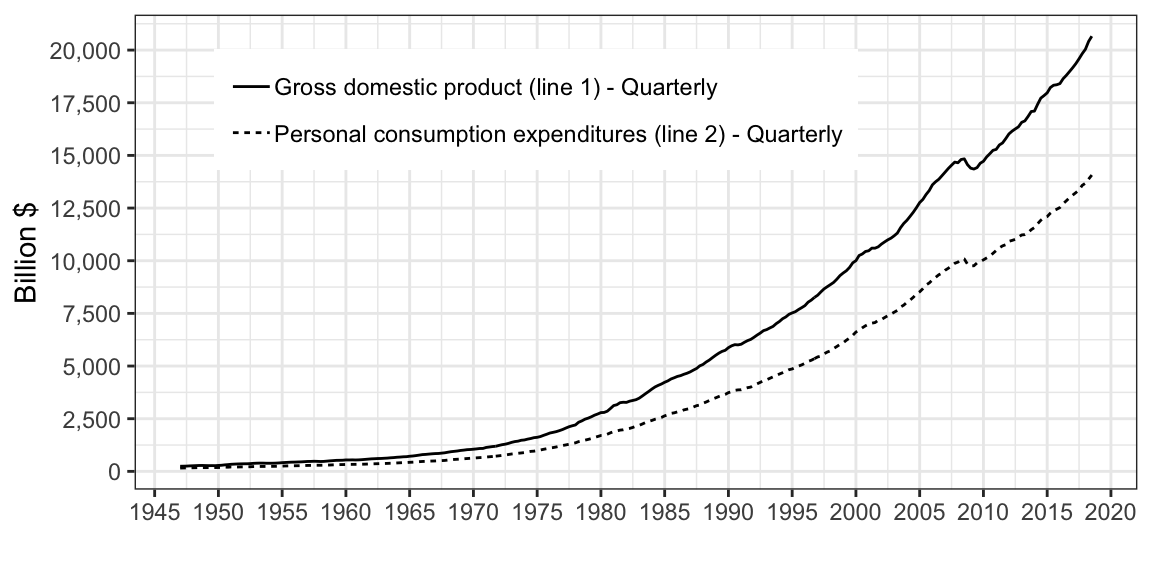 20,000
17,500
15,000
12,500
10,000
7,500
5,000
2,500
0
Billion $
Gross domestic product (line 1) - Quarterly
Personal consumption expenditures (line 2) - Quarterly
1945 1950 1955 1960 1965 1970 1975 1980 1985 1990 1995 2000 2005 2010 2015 2020